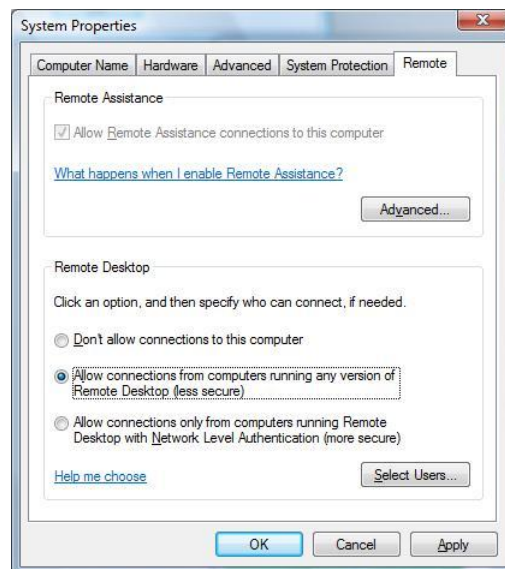 System Properties
Computer Name Hardware Advanced System Protection Remote
Remote Assistance
Allow Remote Assistance connections to this computer
What happens when I enable Remote Assistance?
Advanced...
Remote Desktop
Click an option, and then specify who can connect, if needed.
Don't allow connections to this computer
Allow connections from computers running any version of
Remote Desktop (less secure)
Allow connections only from computers running Remote
Desktop with Network Level Authentication (more secure)
Help me choose
Select Users...
OK Cancel Apply